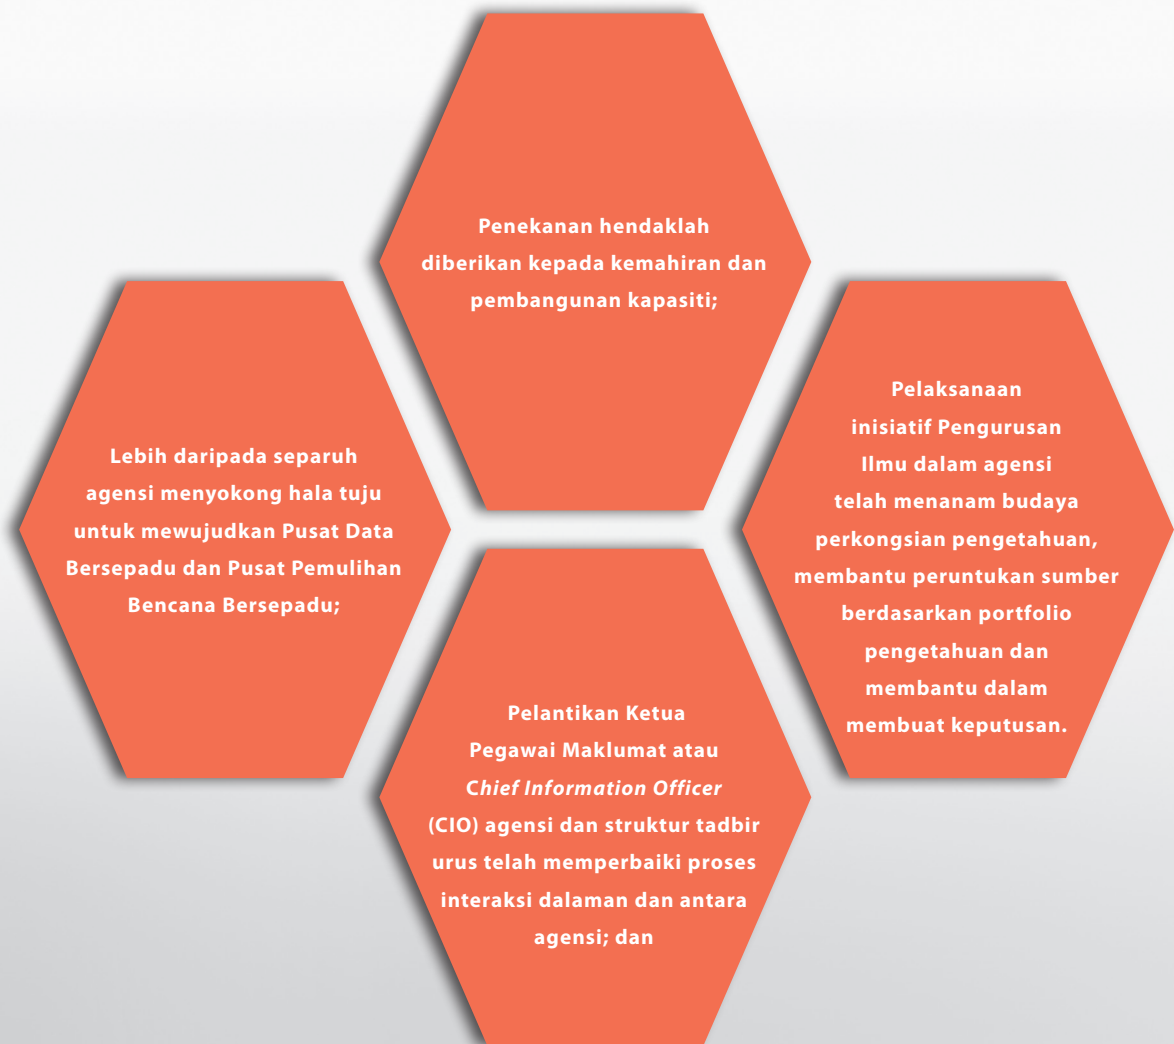 Penekanan hendaklah
diberikan kepada kemahiran dan
pembangunan kapasiti;
Lebih daripada separuh
agensi menyokong hala tuju
untuk mewujudkan Pusat Data
Bersepadu dan Pusat Pemulihan
Bencana Bersepadu;
Pelantikan Ketua
Pegawai Maklumat atau
Chief Information Officer
(CIO) agensi dan struktur tadbir
urus telah memperbaiki proses
interaksi dalaman dan antara
agensi; dan
Pelaksanaan
inisiatif Pengurusan
Ilmu dalam agensi
telah menanam budaya
perkongsian pengetahuan,
membantu peruntukan sumber
berdasarkan portfolio
pengetahuan dan
membantu dalam
membuat keputusan.